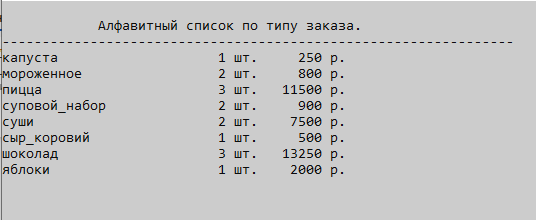 Алфавитный список по типу заказа.
----------------------------------------------------------------
капуста 1 шт. 250 р.
мороженное 2 шт. 800 р.
пицца 3 шт. 11500 р.
суповой_набор 2 шт. 900 р.
суши 2 шт. 7500 р.
сыр_коровий 1 шт. 500 р.
шоколад 3 шт. 13250 р.
яблоки 1 шт. 2000 р.